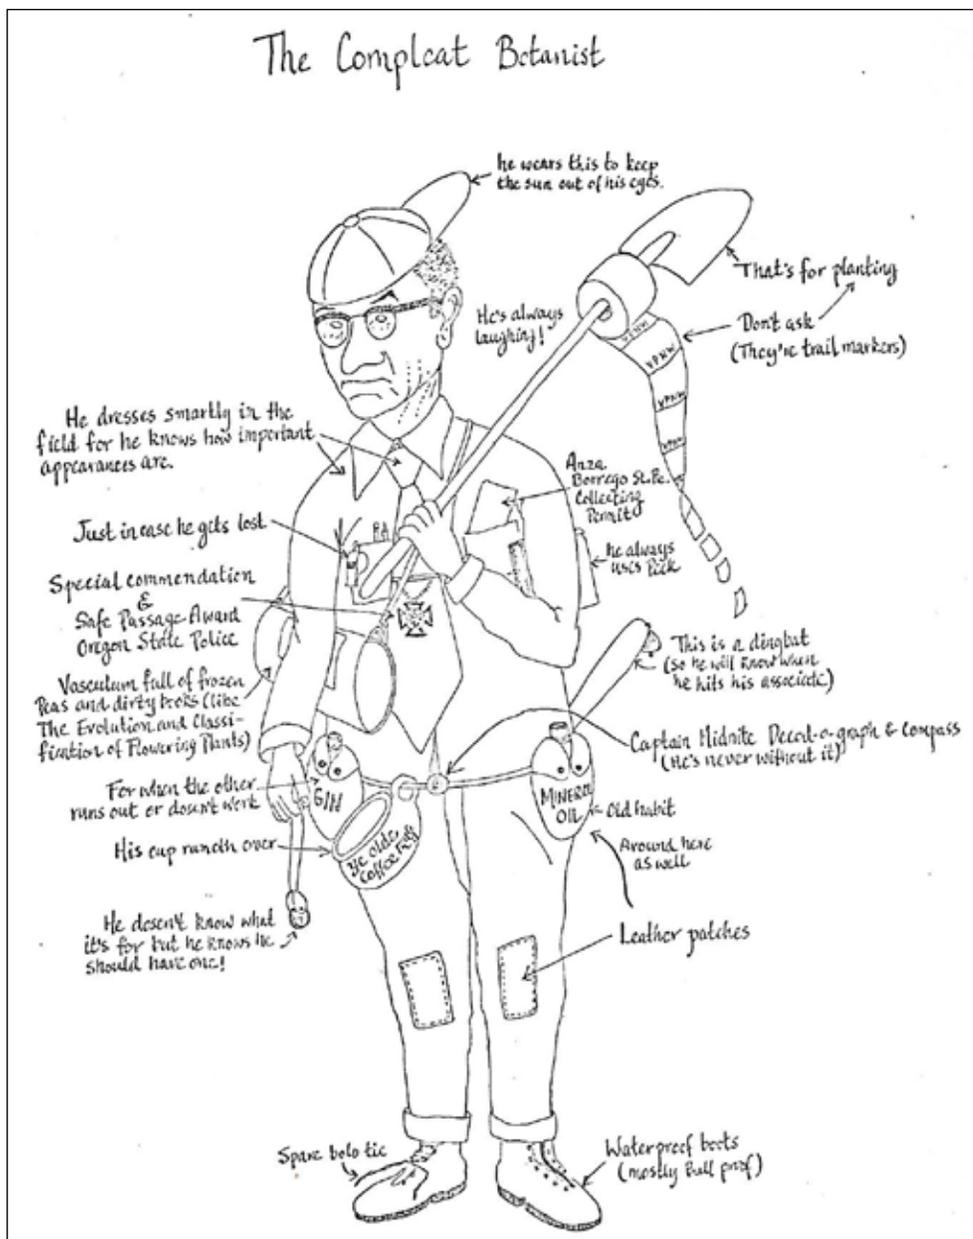 The Compleat Botanist
he wears this to keep
the sun out of his eyes.
That's for planting
He's always
laughing!
Don't ask
(They're trail markers)
VPNW
VPNW
VPNW
VPNW
He dresses smartly in the
field for he knows how important
appearances are.
Anza
Borrego St. Pk.
Collecting
Permit
Just in case he gets lost
he always
uses
Special commendation
&
Safe Passage Award
Oregon State Police
This is a dingbat
(so he will know when
he hits his associate)
Vasculum full of frozen
Peas and dirty books (like
The Evolution and Classi-
fication of Flowering Plants)
Captain Midnite Decod-o-graph & Compass
(He's never without it)
For when the other
runs out or dosen't work
GIN
MINERAL
OIL
Old habit
His cup runeth over
Ye olde
Coffee
Around here
as well
He dosen't know what
it's for but he knows he
should have one!
Leather patches
Spare bolo tie
Waterproof boots
(mostly Bull proof)